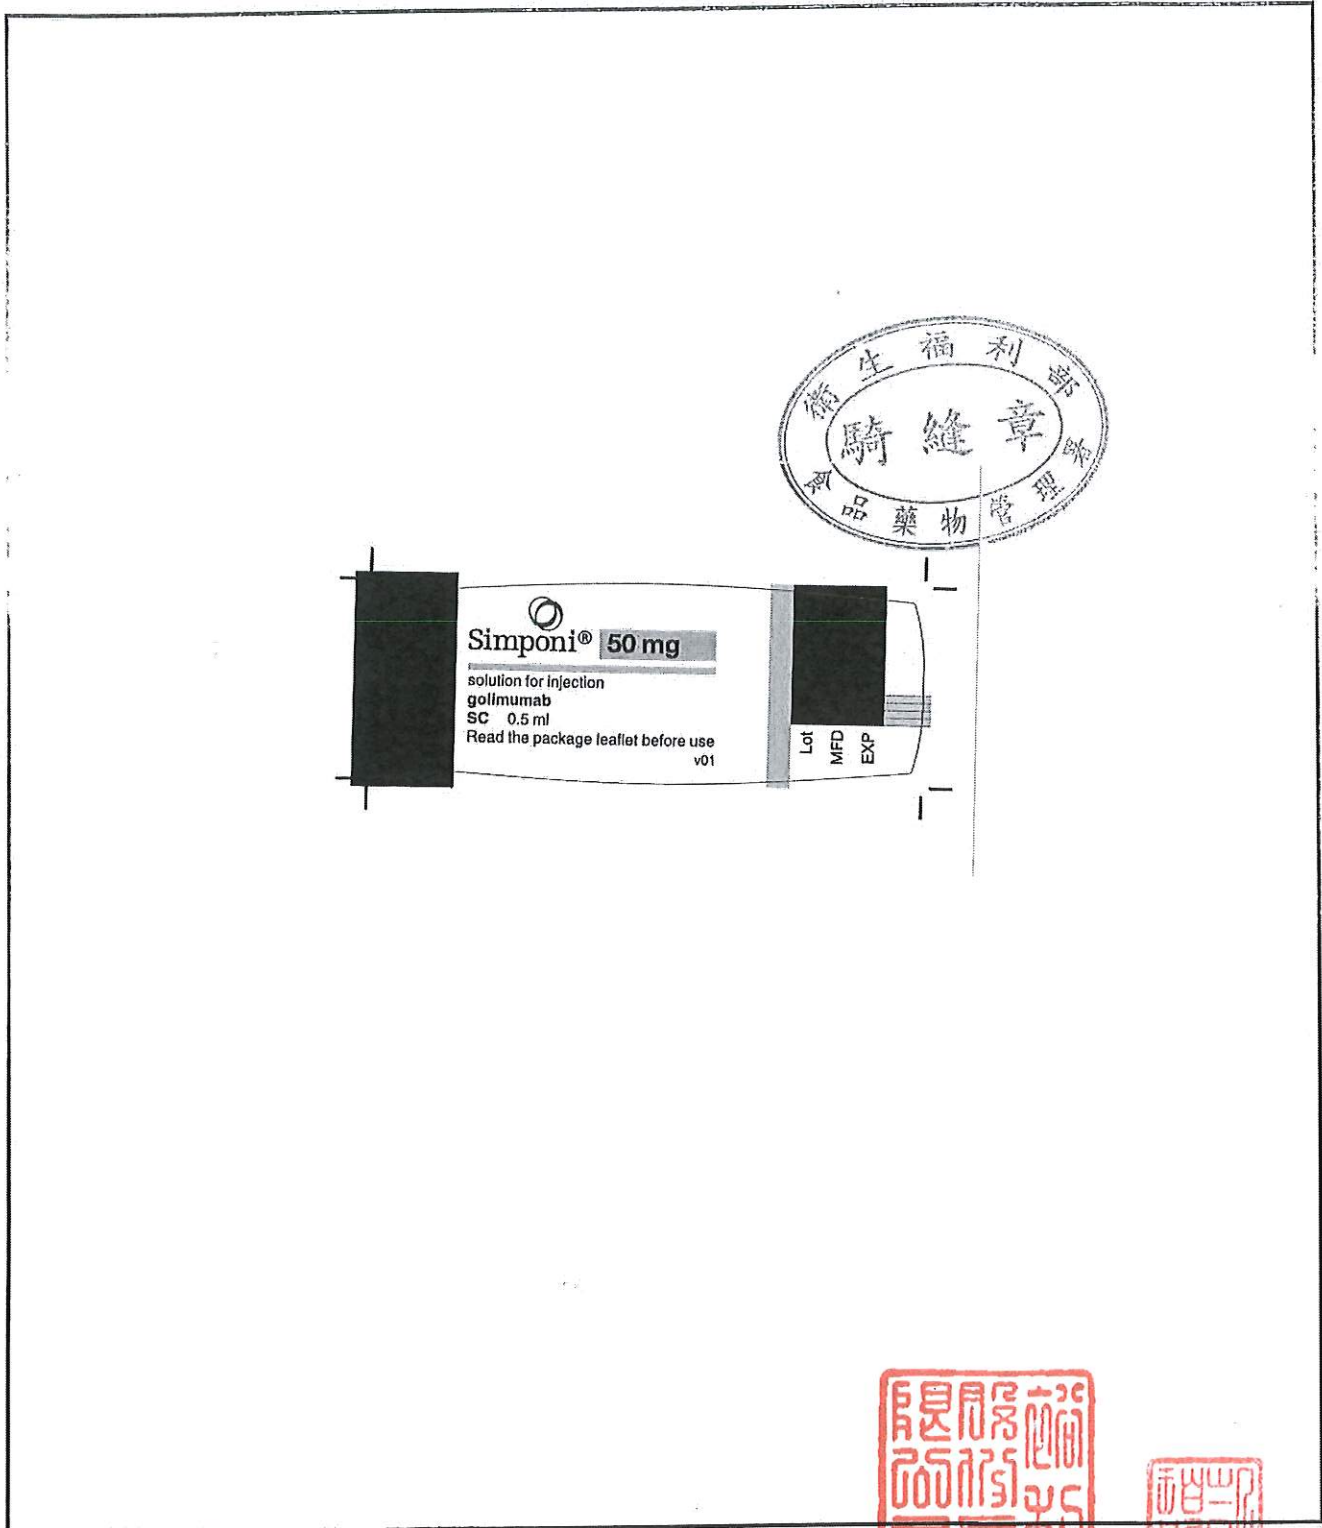 衛生福利部
騎縫章
食品藥物管理署
Simponi® 50 mg
solution for injection
golimumab
SC 0.5 ml
Read the package leaflet before use
v01
Lot
MFD
EXP